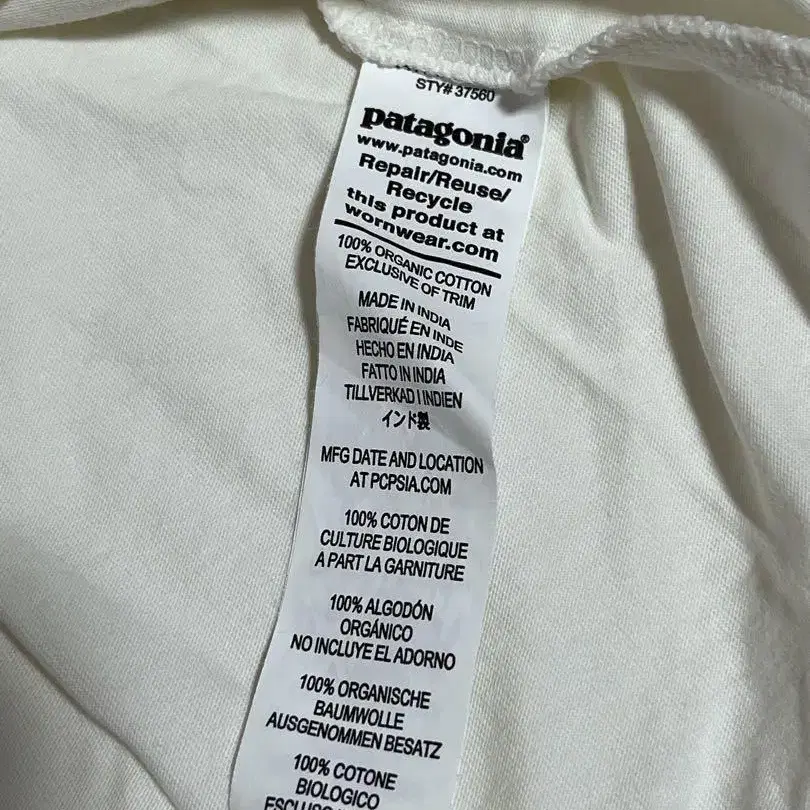 STY# 37560
patagonia®
www.patagonia.com
Repair/Reuse/
Recycle
this product at
wornwear.com
100% ORGANIC COTTON
EXCLUSIVE OF TRIM
MADE IN INDIA
FABRIQUÉ EN INDE
HECHO EN INDIA
FATTO IN INDIA
TILLVERKAD I INDIEN
インド製
MFG DATE AND LOCATION
AT PCPSIA.COM
100% COTON DE
CULTURE BIOLOGIQUE
A PART LA GARNITURE
100% ALGODÓN
ORGÁNICO
NO INCLUYE EL ADORNO
100% ORGANISCHE
BAUMWOLLE
AUSGENOMMEN BESATZ
100% COTONE
BIOLOGICO